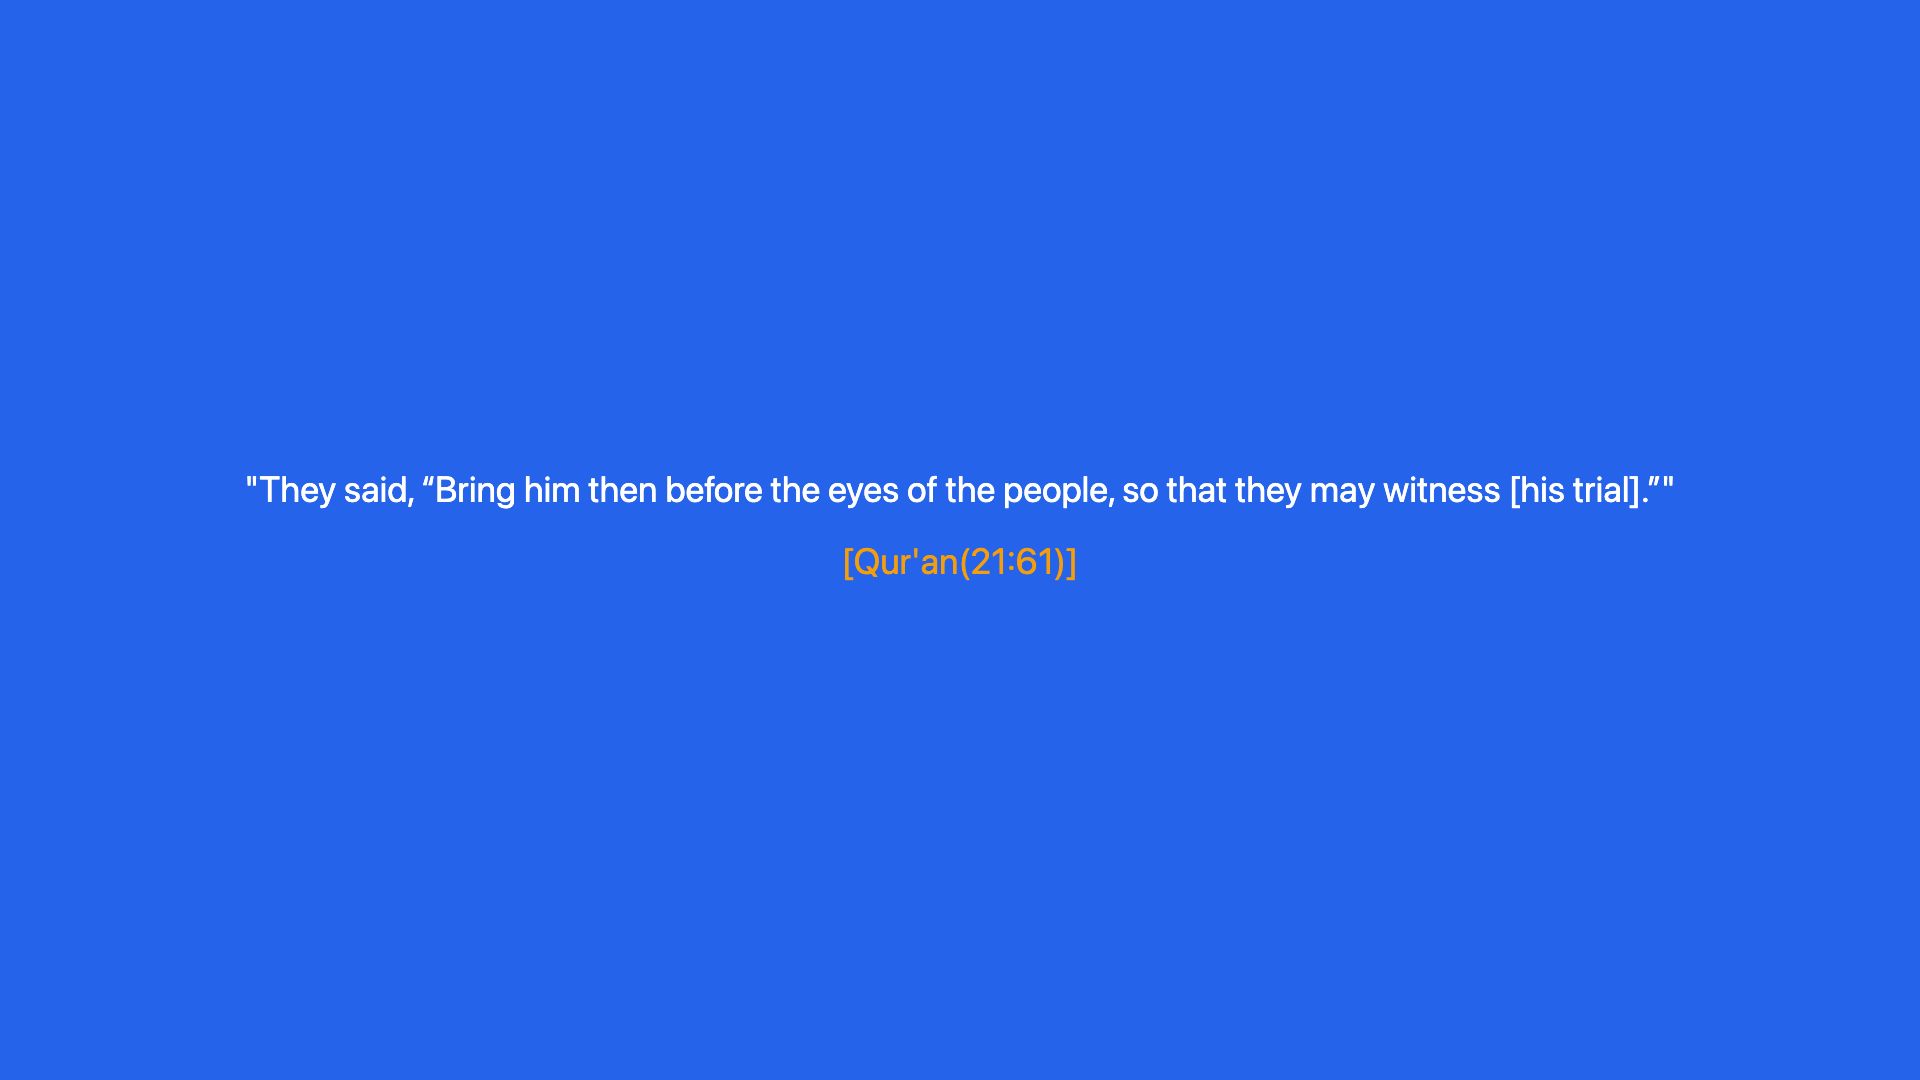 "They said, “Bring him then before the eyes of the people, so that they may witness [his trial].”"
[Qur'an(21:61)]